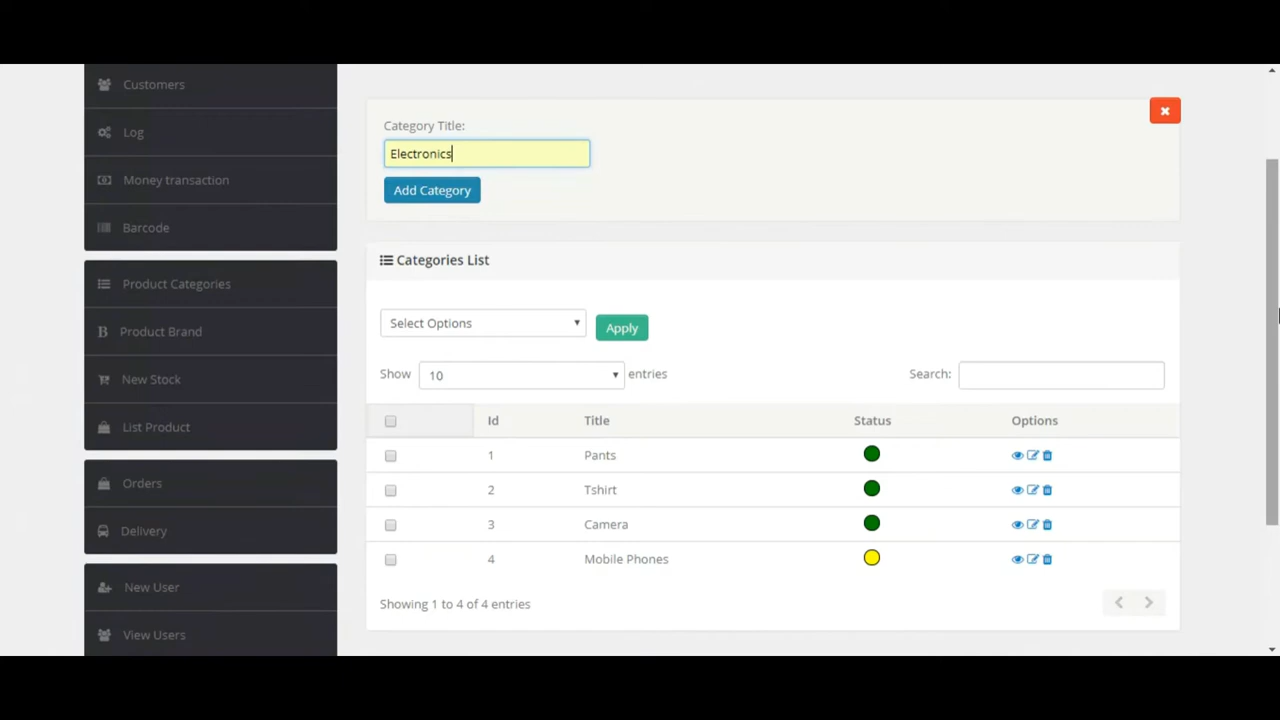 Customers
Log
Money transaction
Barcode
Product Categories
B Product Brand
New Stock
List Product
Orders
Delivery
New User
View Users
Category Title:
Electronics
Add Category
Categories List
Select Options
Apply
Show 10 entries
Search:
Id Title Status Options
1 Pants
2 Tshirt
3 Camera
4 Mobile Phones
Showing 1 to 4 of 4 entries